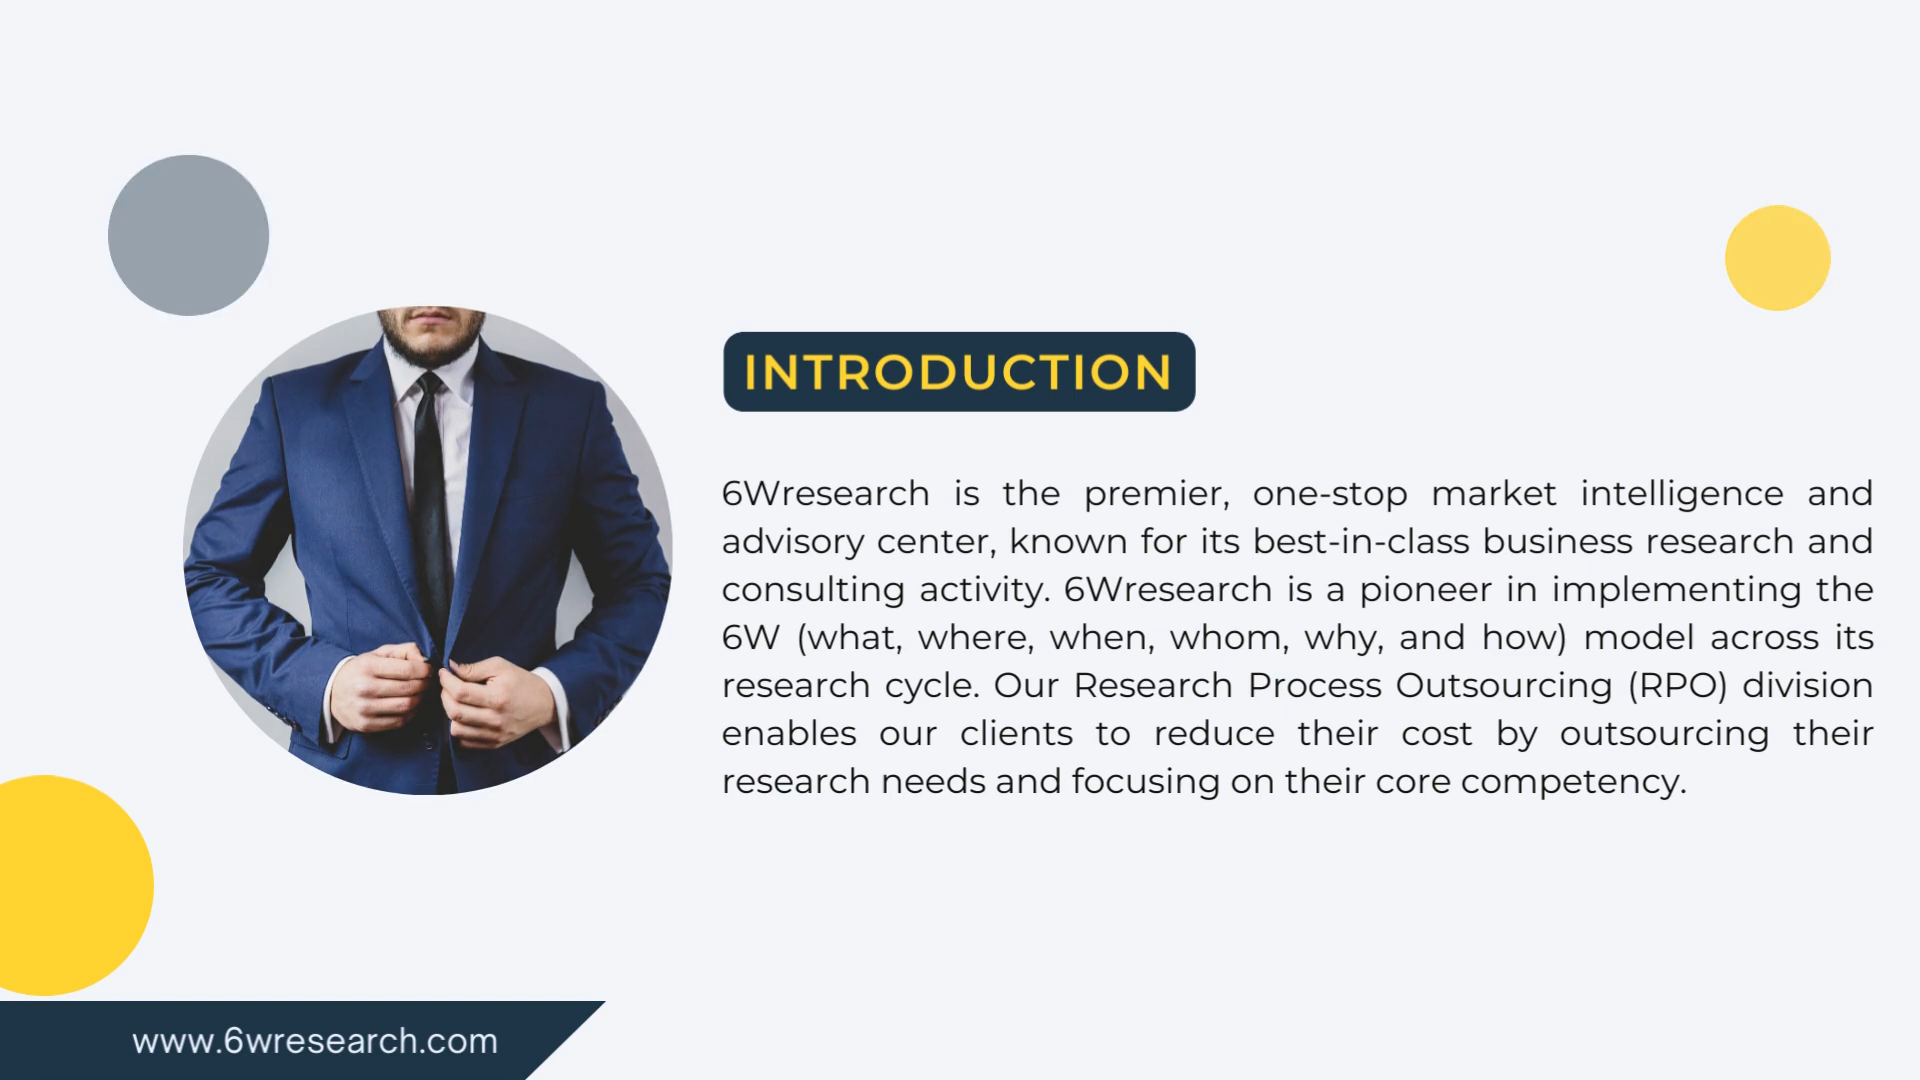 INTRODUCTION
6Wresearch is the premier, one-stop market intelligence and
advisory center, known for its best-in-class business research and
consulting activity. 6Wresearch is a pioneer in implementing the
6W (what, where, when, whom, why, and how) model across its
research cycle. Our Research Process Outsourcing (RPO) division
enables our clients to reduce their cost by outsourcing their
research needs and focusing on their core competency.
www.6wresearch.com